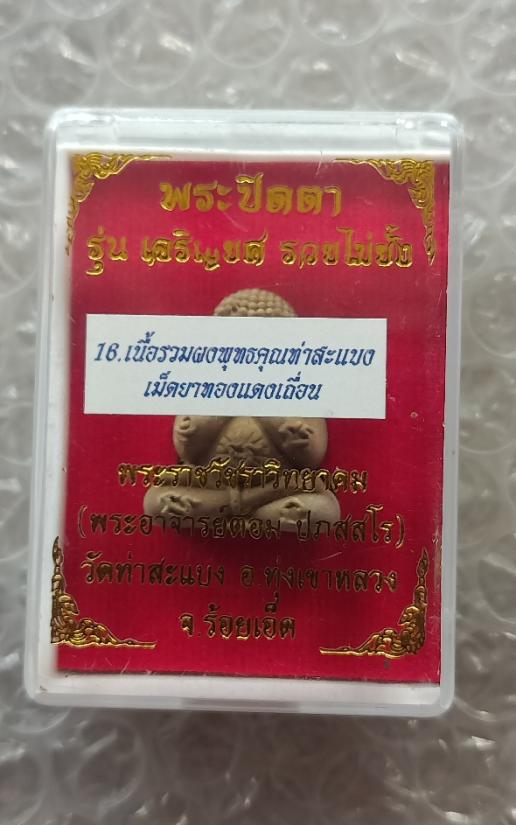 พระปิดตา
รุ่น เจริญยศ รวยไม่ยั้ง
16.เนื้อรวมผงพุทธคุณท่าสะแบง
เม็ดยาทองแดงเถื่อน
พระราชวัชราวิทยาคม
(พระอาจารย์ต้อม ปภสฺสโร)
วัดท่าสะแบง อ.ทุ่งเขาหลวง
จ.ร้อยเอ็ด